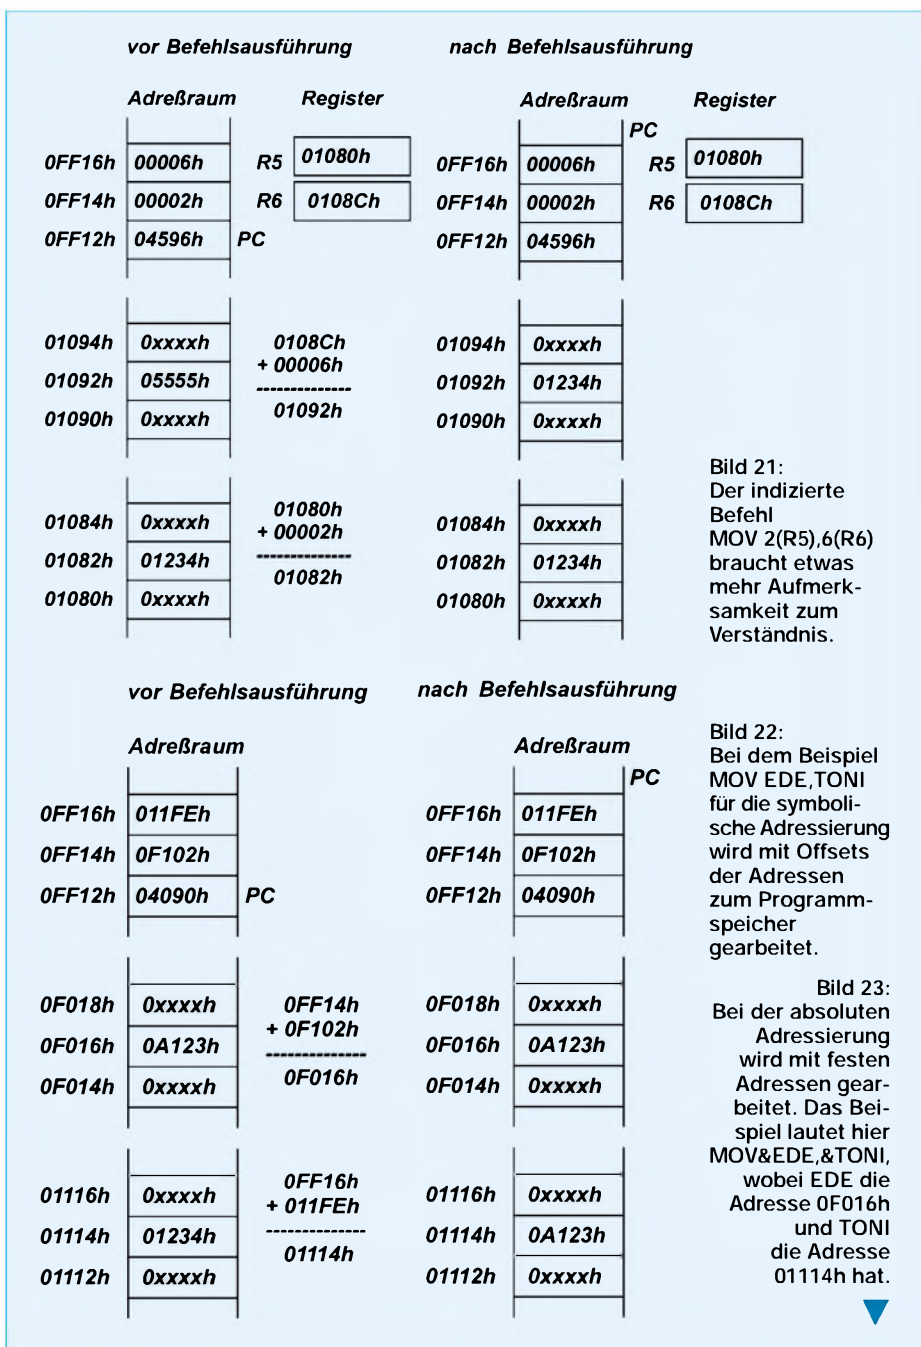 vor Befehlsausführung nach Befehlsausführung
Adreßraum Register Adreßraum Register
PC
0FF16h 00006h R5 01080h 0FF16h 00006h R5 01080h
0FF14h 00002h R6 0108Ch 0FF14h 00002h R6 0108Ch
0FF12h 04596h PC 0FF12h 04596h
01094h 0xxxxh 0108Ch 01094h 0xxxxh
+ 00006h
01092h 05555h -------------- 01092h 01234h
01090h 0xxxxh 01092h 01090h 0xxxxh
01084h 0xxxxh 01080h 01084h 0xxxxh
+ 00002h
01082h 01234h -------------- 01082h 01234h
01080h 0xxxxh 01082h 01080h 0xxxxh
Bild 21:
Der indizierte
Befehl
MOV 2(R5),6(R6)
braucht etwas
mehr Aufmerk-
samkeit zum
Verständnis.
vor Befehlsausführung nach Befehlsausführung
Adreßraum Adreßraum
PC
0FF16h 011FEh 0FF16h 011FEh
0FF14h 0F102h 0FF14h 0F102h
0FF12h 04090h PC 0FF12h 04090h
0F018h 0xxxxh 0FF14h 0F018h 0xxxxh
+ 0F102h
0F016h 0A123h -------------- 0F016h 0A123h
0F014h 0xxxxh 0F016h 0F014h 0xxxxh
01116h 0xxxxh 0FF16h 01116h 0xxxxh
+ 011FEh
01114h 01234h -------------- 01114h 0A123h
01114h
01112h 0xxxxh 01112h 0xxxxh
Bild 22:
Bei dem Beispiel
MOV EDE,TONI
für die symboli-
sche Adressierung
wird mit Offsets
der Adressen
zum Programm-
speicher
gearbeitet.
Bild 23:
Bei der absoluten
Adressierung
wird mit festen
Adressen gear-
beitet. Das Bei-
spiel lautet hier
MOV&EDE,&TONI,
wobei EDE die
Adresse 0F016h
und TONI
die Adresse
01114h hat.